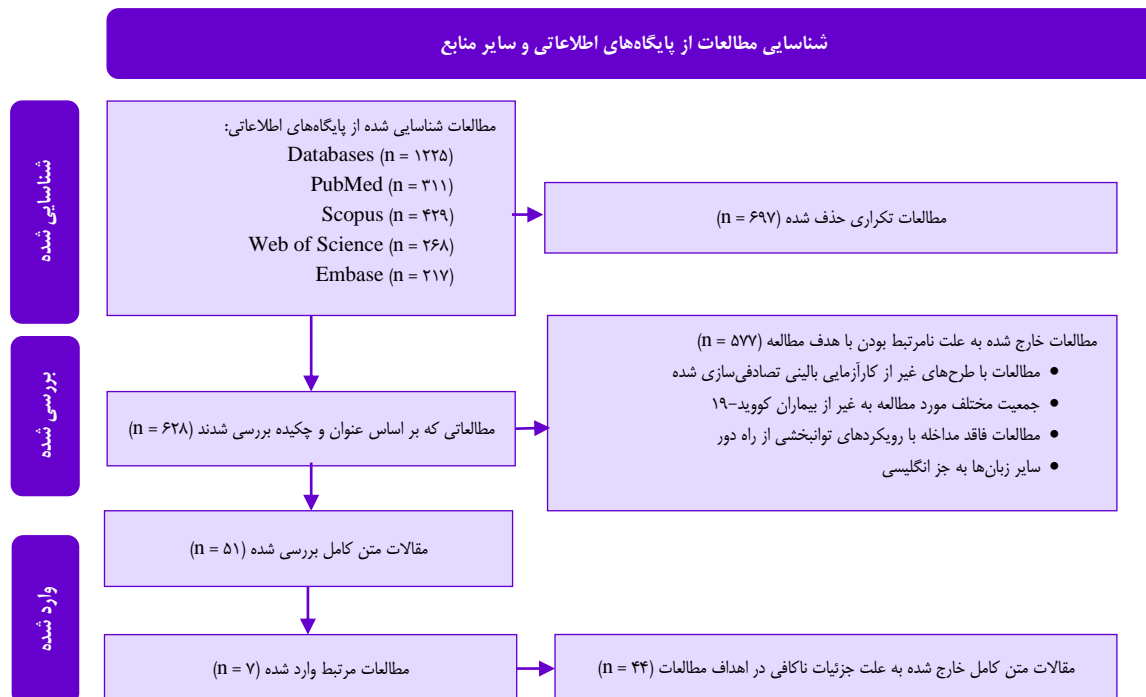 شناسایی مطالعات از پایگاه‌های اطلاعاتی و سایر منابع
شناسایی شده
مطالعات شناسایی شده از پایگاه‌های اطلاعاتی:
Databases (n = ۱۲۲۵)
PubMed (n = ۳۱۱)
Scopus (n = ۴۲۹)
Web of Science (n = ۲۶۸)
Embase (n = ۲۱۷)
مطالعات تکراری حذف شده (n = ۶۹۷)
بررسی شده
مطالعاتی که بر اساس عنوان و چکیده بررسی شدند (n = ۶۲۸)
مطالعات خارج شده به علت نامرتبط بودن با هدف مطالعه (n = ۵۷۷)
• مطالعات با طرح‌های غیر از کارآزمایی بالینی تصادفی‌سازی شده
• جمعیت مختلف مورد مطالعه به غیر از بیماران کووید-۱۹
• مطالعات فاقد مداخله با رویکردهای توانبخشی از راه دور
• سایر زبان‌ها به جز انگلیسی
وارد شده
مقالات متن کامل بررسی شده (n = ۵۱)
مطالعات مرتبط وارد شده (n = ۷)
مقالات متن کامل خارج شده به علت جزئیات ناکافی در اهداف مطالعات (n = ۴۴)